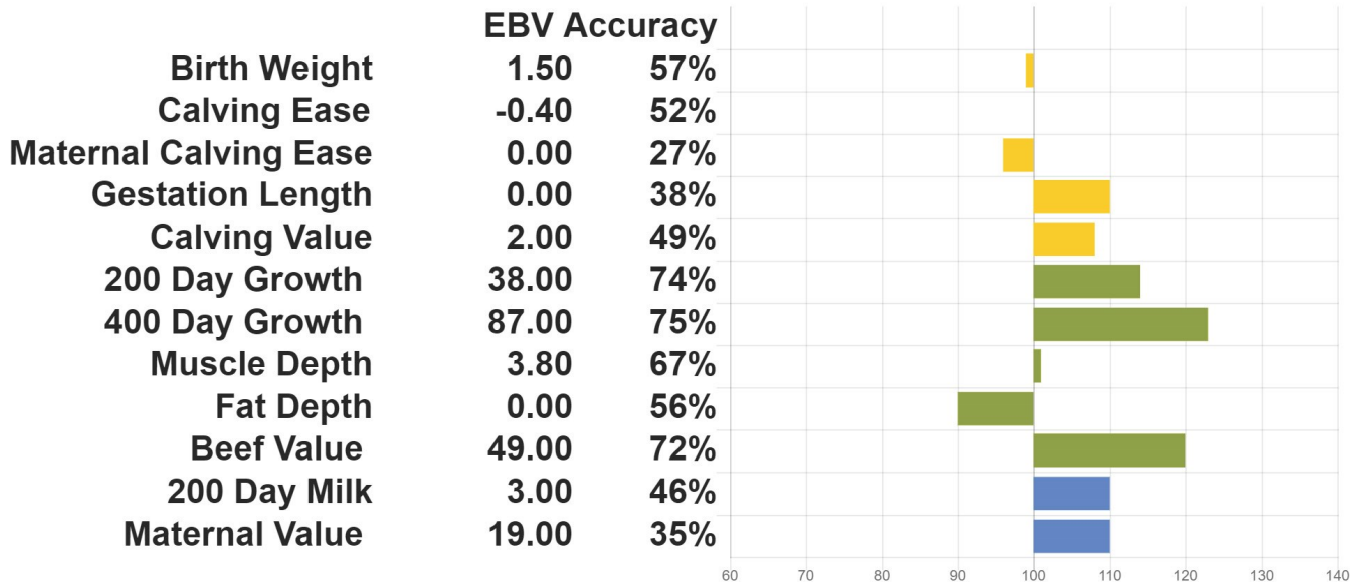 EBV Accuracy
Birth Weight 1.50 57%
Calving Ease -0.40 52%
Maternal Calving Ease 0.00 27%
Gestation Length 0.00 38%
Calving Value 2.00 49%
200 Day Growth 38.00 74%
400 Day Growth 87.00 75%
Muscle Depth 3.80 67%
Fat Depth 0.00 56%
Beef Value 49.00 72%
200 Day Milk 3.00 46%
Maternal Value 19.00 35%
60 70 80 90 100 110 120 130 140